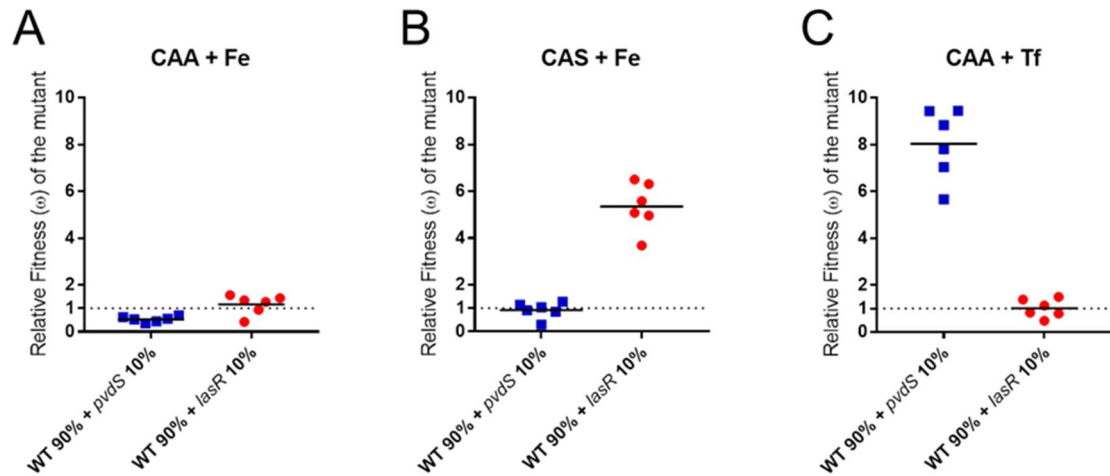 A
CAA + Fe
Relative Fitness (ω) of the mutant
10
8
6
4
2
1
0
WT 90% + pvdS 10%
WT 90% + lasR 10%
B
CAS + Fe
Relative Fitness (ω) of the mutant
10
8
6
4
2
1
0
WT 90% + pvdS 10%
WT 90% + lasR 10%
C
CAA + Tf
Relative Fitness (ω) of the mutant
10
8
6
4
2
1
0
WT 90% + pvdS 10%
WT 90% + lasR 10%